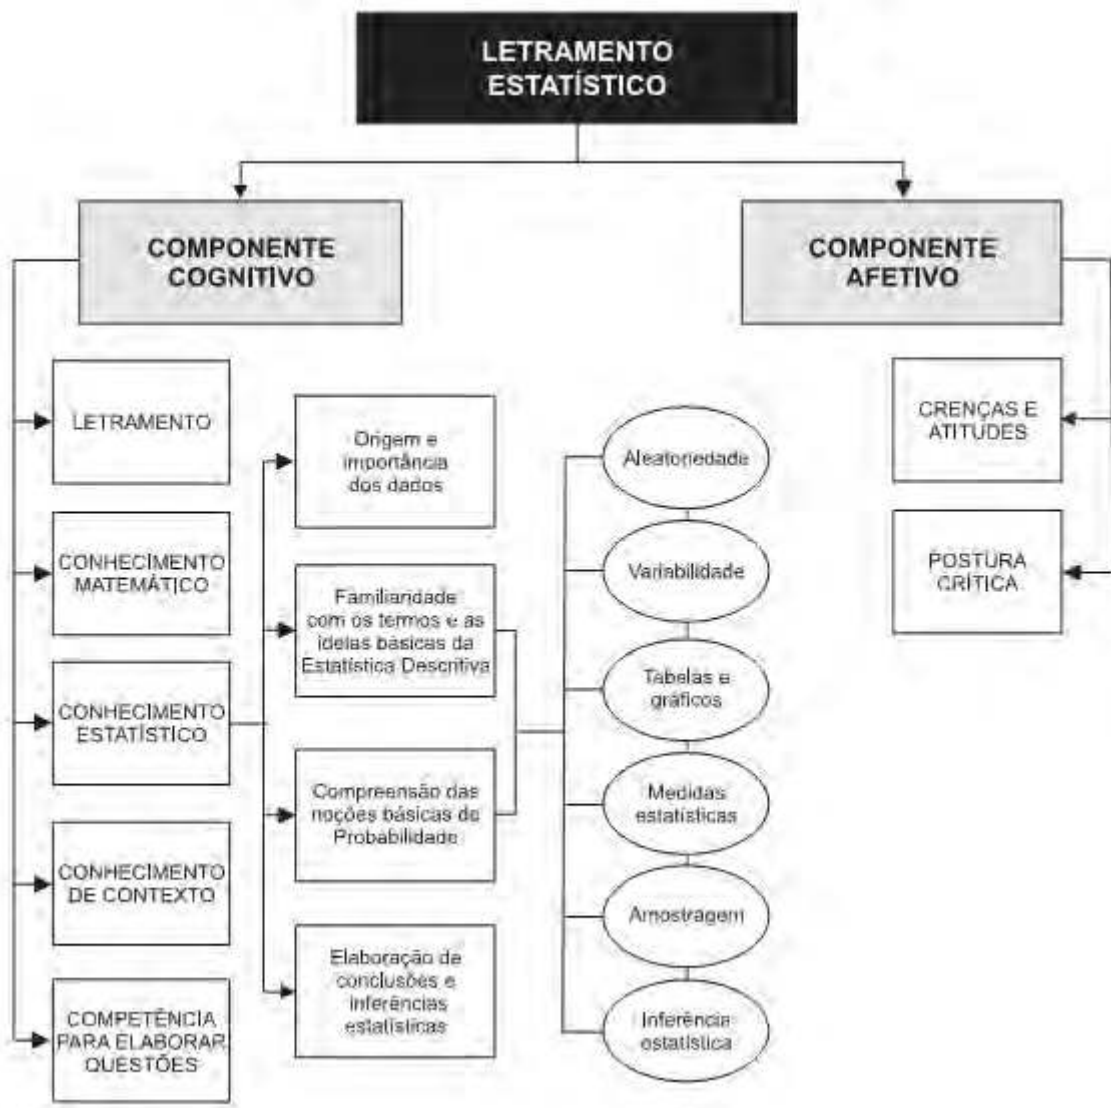 LETRAMENTO
ESTATÍSTICO
COMPONENTE
COGNITIVO
COMPONENTE
AFETIVO
LETRAMENTO
CONHECIMENTO
MATEMÁTICO
CONHECIMENTO
ESTATÍSTICO
CONHECIMENTO
DE CONTEXTO
COMPETÊNCIA
PARA ELABORAR
QUESTÕES
Origem e
importância
dos dados
Familiaridade
com os termos e as
ideias básicas da
Estatística Descritiva
Compreensão das
noções básicas de
Probabilidade
Elaboração de
conclusões e
inferências
estatísticas
Aleatoriedade
Variabilidade
Tabelas e
gráficos
Medidas
estatísticas
Amostragem
Inferência
estatística
CRENÇAS E
ATITUDES
POSTURA
CRÍTICA